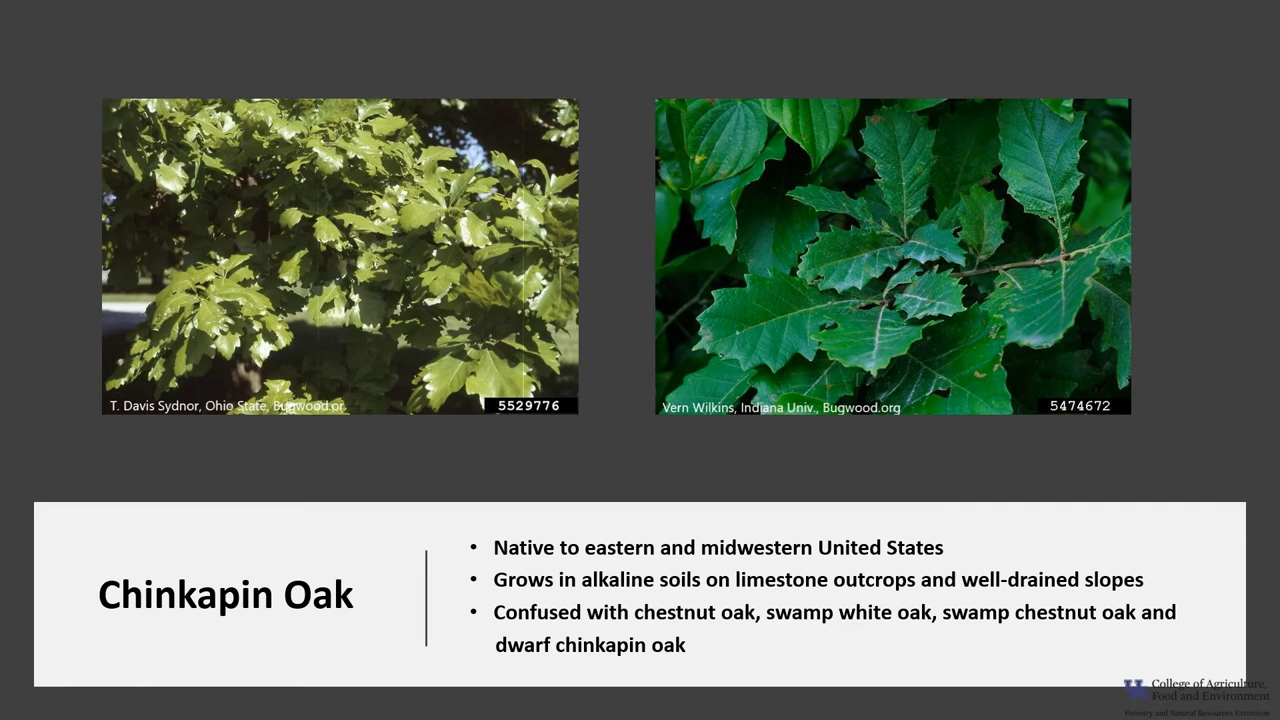 T. Davis Sydnor, Ohio State, Bugwood.or
5529776
Vern Wilkins, Indiana Univ., Bugwood.org
5474672
Chinkapin Oak
• Native to eastern and midwestern United States
• Grows in alkaline soils on limestone outcrops and well-drained slopes
• Confused with chestnut oak, swamp white oak, swamp chestnut oak and
dwarf chinkapin oak
UK
College of Agriculture,
Food and Environment
Forestry and Natural Resources Extension